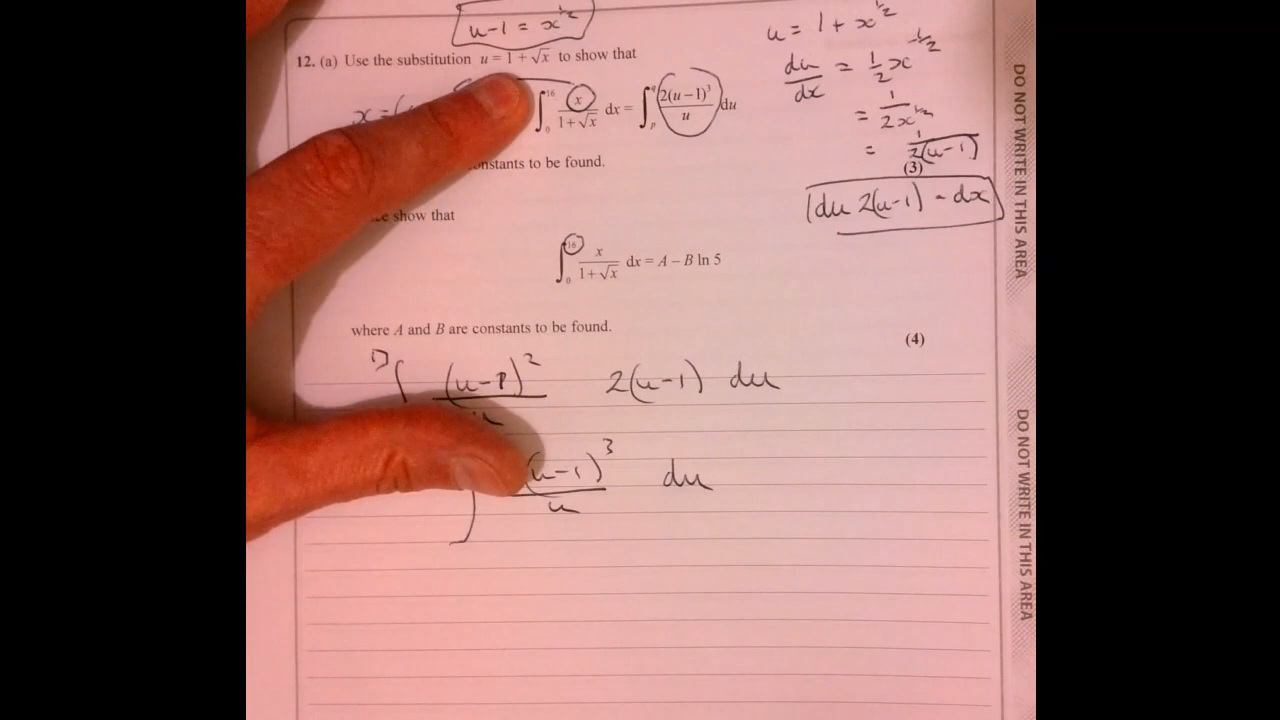 u-1 = x^½
12. (a) Use the substitution u = 1 + √x to show that
u = 1 + x^½
du/dx = ½x^-½
= 1/2x^½
= 1/2(u-1)
x=(
∫₀¹⁶ x/(1+√x) dx = ∫ₚ^q 2(u-1)³/u du
(3)
du 2(u-1) = dx
constants to be found.
show that
∫₀¹⁶ x/(1+√x) dx = A – B ln 5
where A and B are constants to be found.
(4)
∫ (u-1)²/u 2(u-1) du
∫ (u-1)³/u du
DO NOT WRITE IN THIS AREA
DO NOT WRITE IN THIS AREA